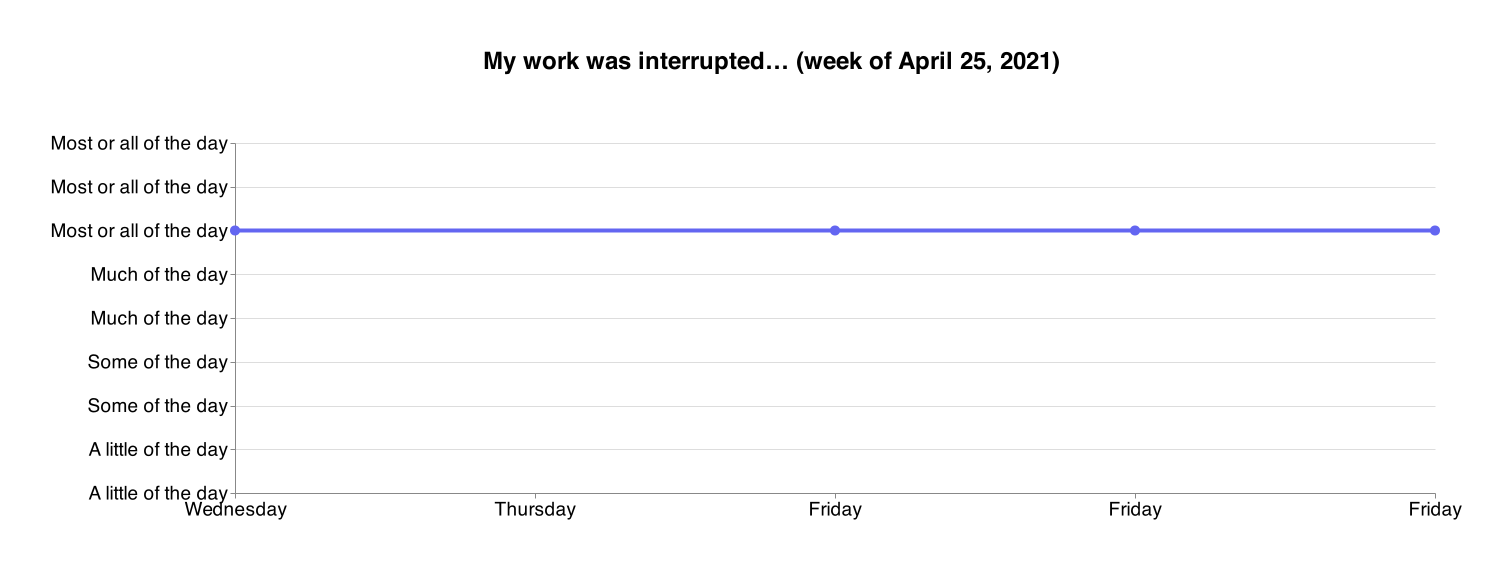 My work was interrupted… (week of April 25, 2021)
Most or all of the day
Most or all of the day
Most or all of the day
Much of the day
Much of the day
Some of the day
Some of the day
A little of the day
A little of the day
Wednesday Thursday Friday Friday Friday